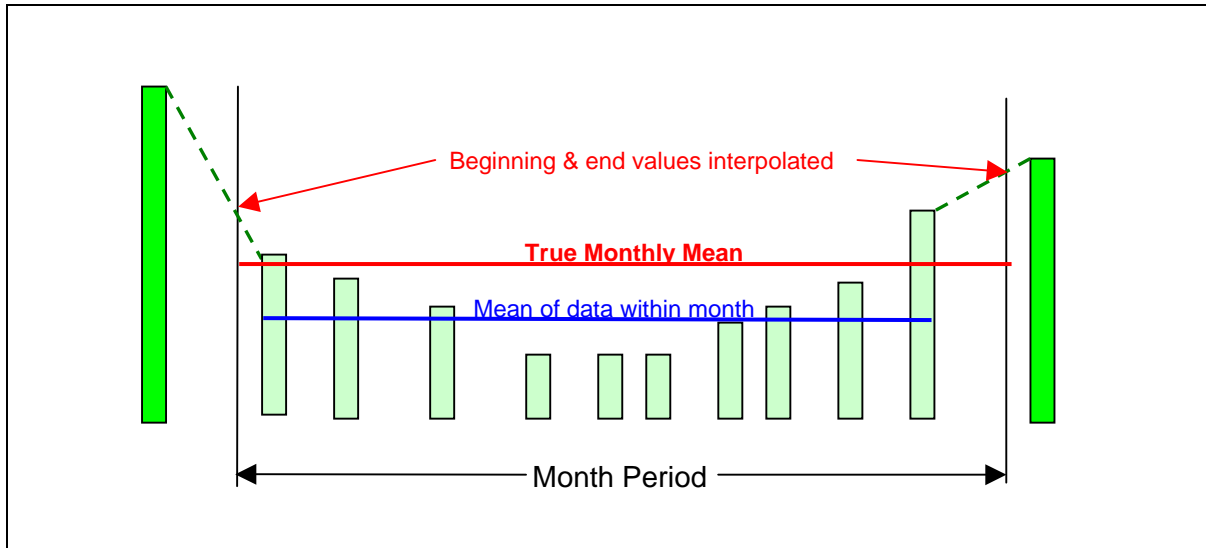 Beginning & end values interpolated
True Monthly Mean
Mean of data within month
Month Period